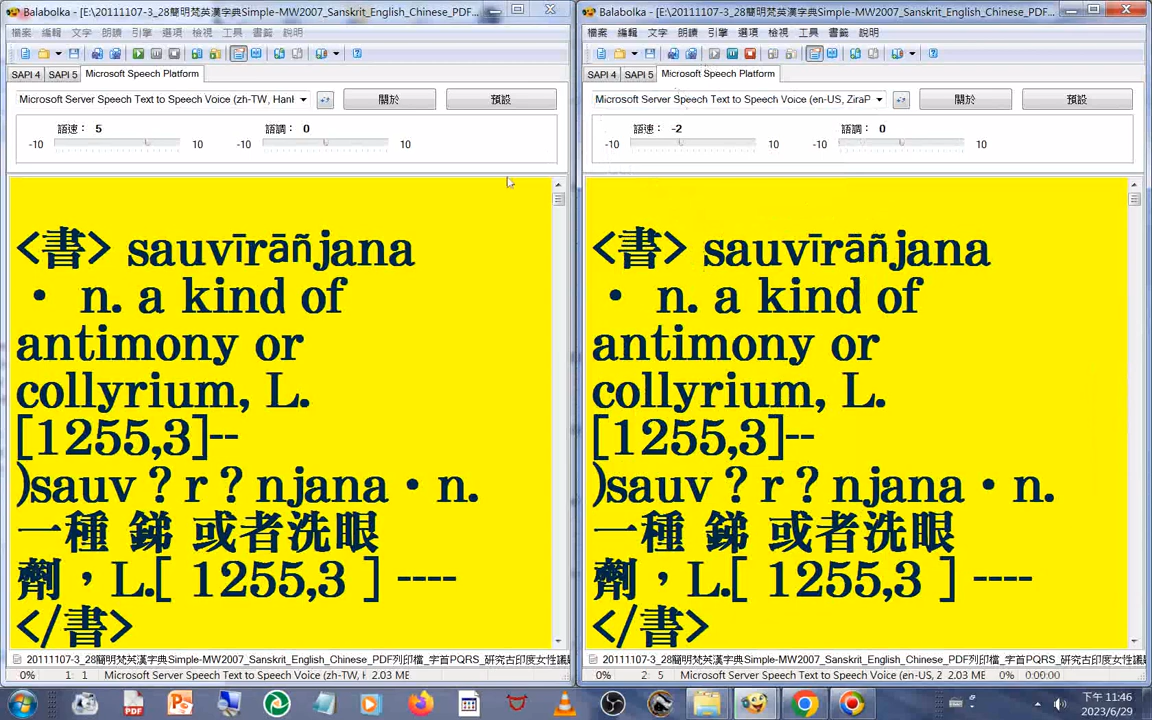 Balabolka - [E:\20111107-3_28簡明梵英漢字典Simple-MW2007_Sanskrit_English_Chinese_PDF...
檔案 編輯 文字 朗讀 引擎 選項 檢視 工具 書籤 說明
SAPI 4 SAPI 5 Microsoft Speech Platform
Microsoft Server Speech Text to Speech Voice (zh-TW, Hanl
關於 預設
語速： 5 語調： 0
-10 10 -10 10
<書> sauvīrāñjana
• n. a kind of
antimony or
collyrium, L.
[1255,3]--
)sauv？r？njana•n.
一種 銻 或者洗眼
劑，L.[ 1255,3 ] ----
</書>
20111107-3_28簡明梵英漢字典Simple-MW2007_Sanskrit_English_Chinese_PDF列印檔_字首PQRS_研究古印度女性議
0% 1: 1 Microsoft Server Speech Text to Speech Voice (zh-TW, H 2.03 ME
Balabolka - [E:\20111107-3_28簡明梵英漢字典Simple-MW2007_Sanskrit_English_Chinese_PDF...
檔案 編輯 文字 朗讀 引擎 選項 檢視 工具 書籤 說明
SAPI 4 SAPI 5 Microsoft Speech Platform
Microsoft Server Speech Text to Speech Voice (en-US, ZiraP
關於 預設
語速： -2 語調： 0
-10 10 -10 10
<書> sauvīrāñjana
• n. a kind of
antimony or
collyrium, L.
[1255,3]--
)sauv？r？njana•n.
一種 銻 或者洗眼
劑，L.[ 1255,3 ] ----
</書>
20111107-3_28簡明梵英漢字典Simple-MW2007_Sanskrit_English_Chinese_PDF列印檔_字首PQRS_研究古印度女性議
0% 2: 5 Microsoft Server Speech Text to Speech Voice (en-US, 2 2.03 ME 0% 0:00:00
下午 11:46
2023/6/29